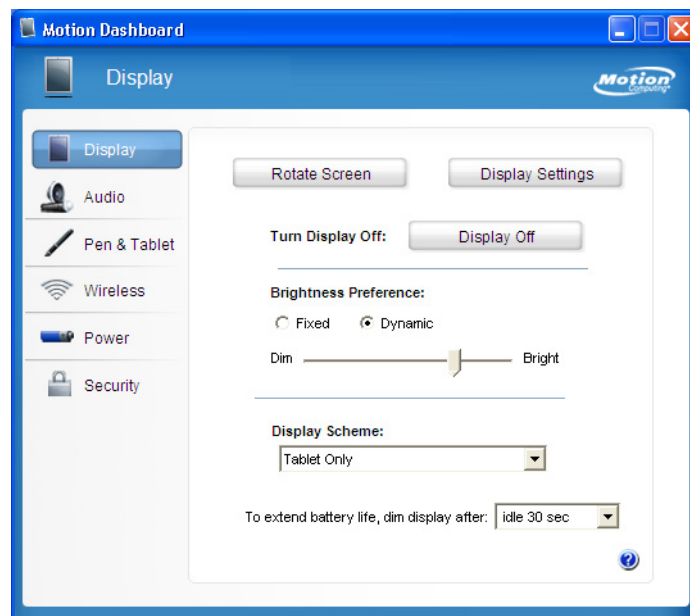 Motion Dashboard
Display
Motion
Computing
Display
Audio
Pen & Tablet
Wireless
Power
Security
Rotate Screen
Display Settings
Turn Display Off:
Display Off
Brightness Preference:
Fixed
Dynamic
Dim
Bright
Display Scheme:
Tablet Only
To extend battery life, dim display after:
idle 30 sec
?